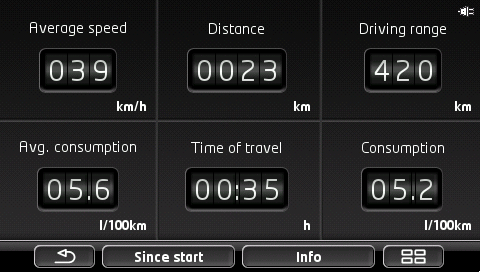 Average speed
Distance
Driving range
039
0023
420
km/h
km
km
Avg. consumption
Time of travel
Consumption
05.6
00:35
05.2
l/100km
h
l/100km
Since start
Info